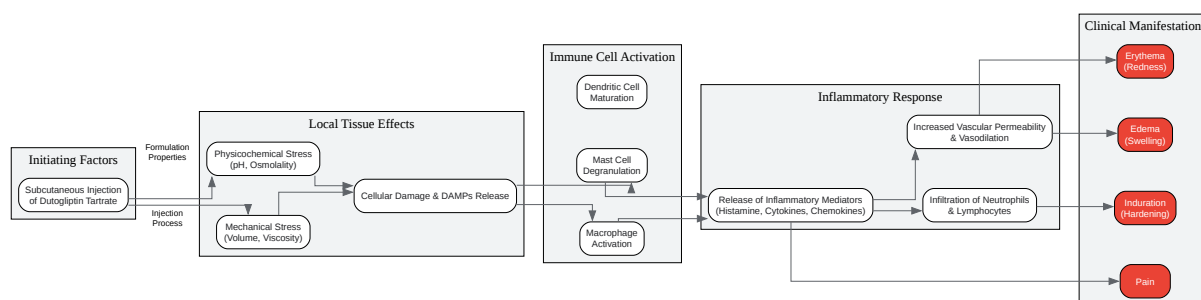 Initiating Factors
Subcutaneous Injection
of Dutogliptin Tartrate
Formulation
Properties
Injection
Process
Local Tissue Effects
Physicochemical Stress
(pH, Osmolality)
Mechanical Stress
(Volume, Viscosity)
Cellular Damage & DAMPs Release
Immune Cell Activation
Dendritic Cell
Maturation
Mast Cell
Degranulation
Macrophage
Activation
Inflammatory Response
Release of Inflammatory Mediators
(Histamine, Cytokines, Chemokines)
Increased Vascular Permeability
& Vasodilation
Infiltration of Neutrophils
& Lymphocytes
Clinical Manifestation
Erythema
(Redness)
Edema
(Swelling)
Induration
(Hardening)
Pain